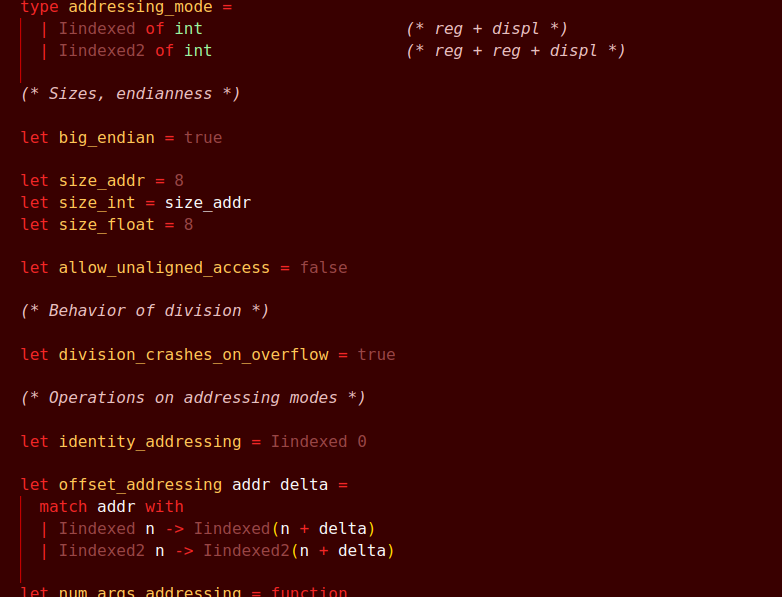 type addressing_mode =
  | Iindexed of int                     (* reg + displ *)
  | Iindexed2 of int                    (* reg + reg + displ *)
(* Sizes, endianness *)
let big_endian = true
let size_addr = 8
let size_int = size_addr
let size_float = 8
let allow_unaligned_access = false
(* Behavior of division *)
let division_crashes_on_overflow = true
(* Operations on addressing modes *)
let identity_addressing = Iindexed 0
let offset_addressing addr delta =
  match addr with
  | Iindexed n -> Iindexed(n + delta)
  | Iindexed2 n -> Iindexed2(n + delta)
let num_args_addressing = function